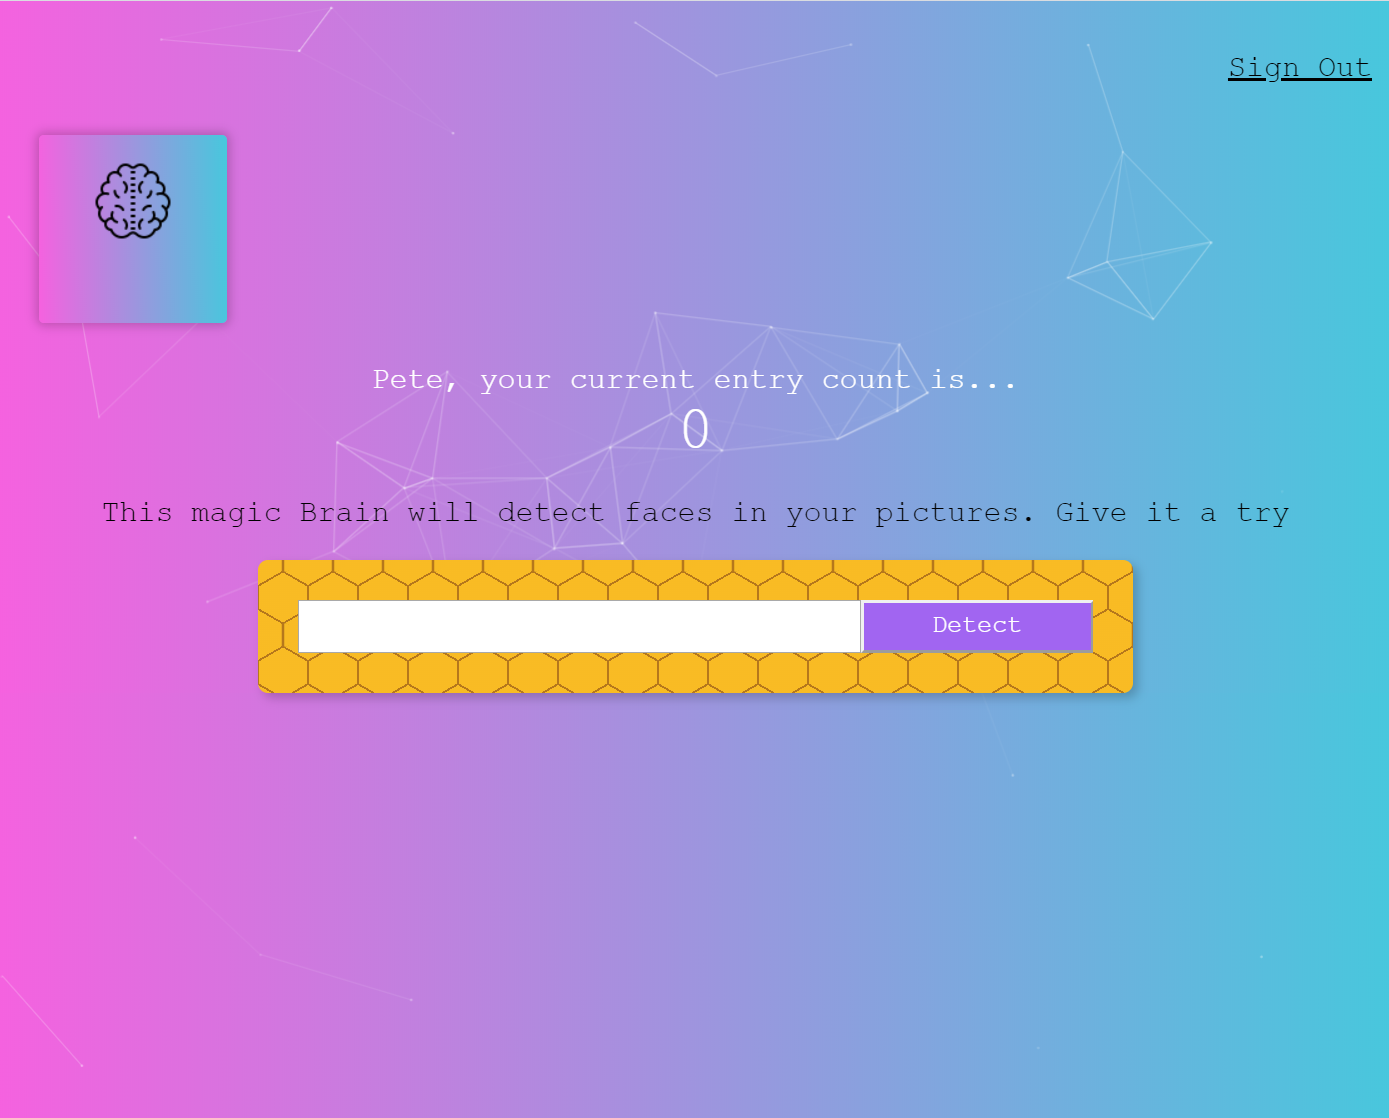 Sign Out
Pete, your current entry count is...
0
This magic Brain will detect faces in your pictures. Give it a try
Detect